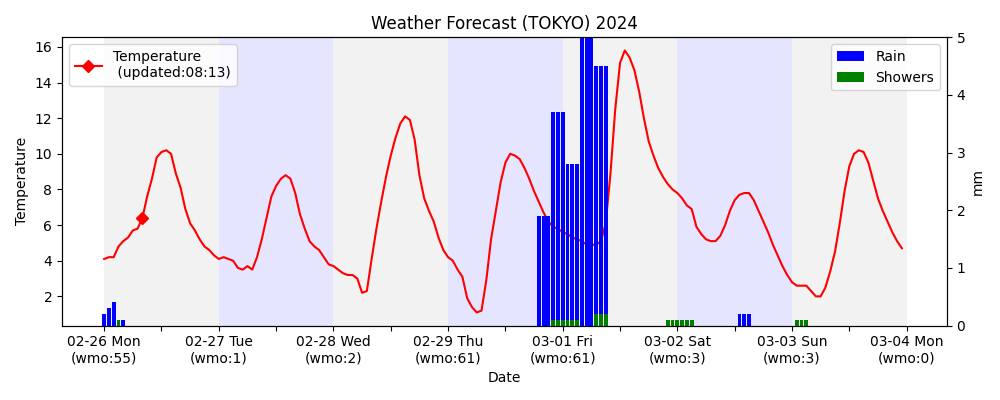 Weather Forecast (TOKYO) 2024
Temperature
(updated:08:13)
Rain
Showers
Temperature
16
14
12
10
8
6
4
2
5
4
3
2
1
0
mm
02-26 Mon
(wmo:55)
02-27 Tue
(wmo:1)
02-28 Wed
(wmo:2)
02-29 Thu
(wmo:61)
03-01 Fri
(wmo:61)
03-02 Sat
(wmo:3)
03-03 Sun
(wmo:3)
03-04 Mon
(wmo:0)
Date